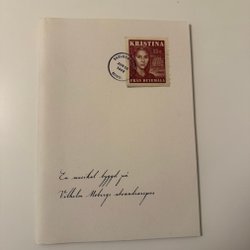 KRISTINA
FRÅN DUVEMÅLA
En musikal byggd på
Vilhelm Mobergs utvandrarepos